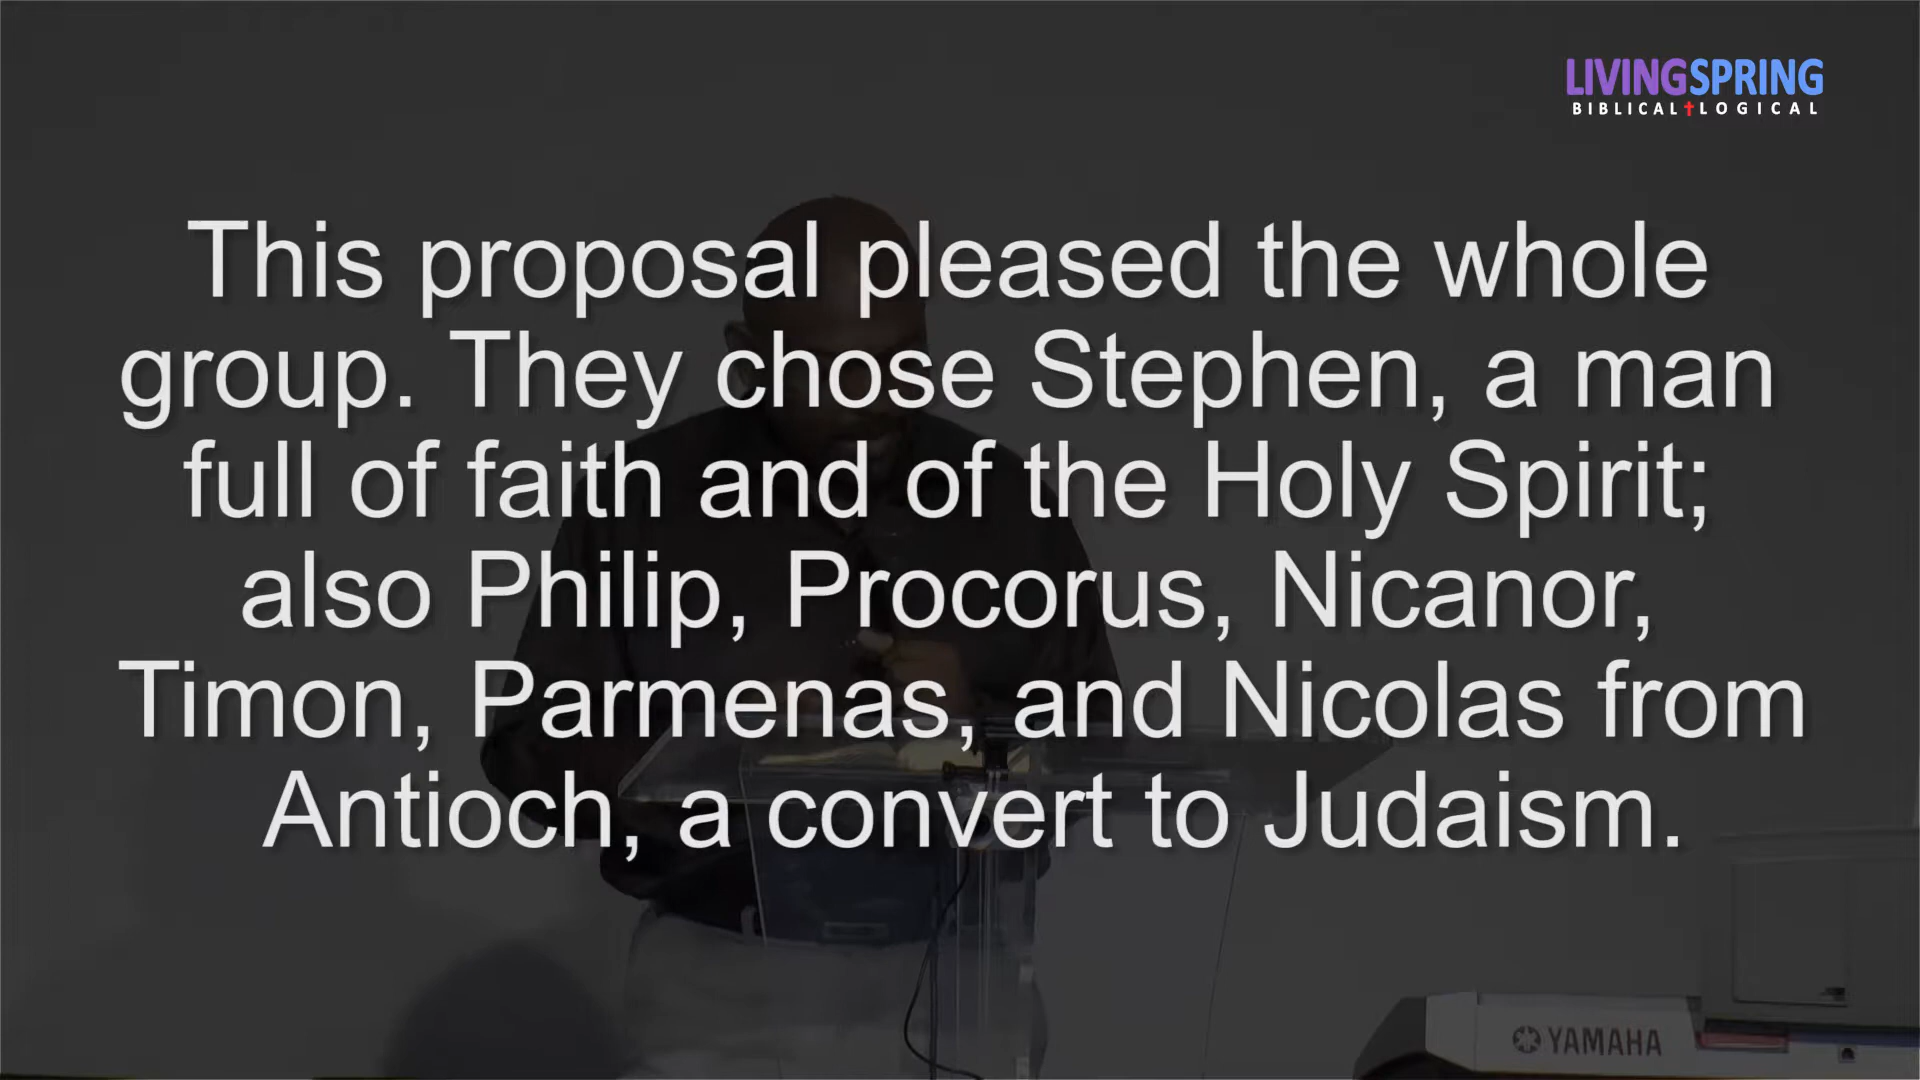 LIVINGSPRING
BIBLICAL LOGICAL
This proposal pleased the whole
group. They chose Stephen, a man
full of faith and of the Holy Spirit;
also Philip, Procorus, Nicanor,
Timon, Parmenas, and Nicolas from
Antioch, a convert to Judaism.
YAMAHA